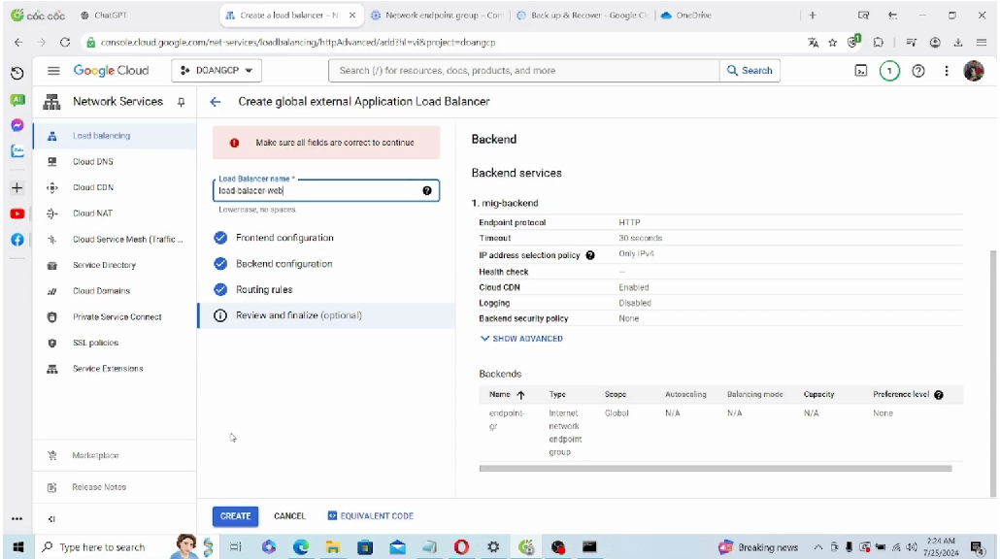 cốc cốc
ChatGPT
Create a load balancer – N
Network endpoint group – Con
Back up & Recover - Google Cl
OneDrive
console.cloud.google.com/net-services/loadbalancing/httpAdvanced/add?hl=vi&project=doangcp
Google Cloud
DOANGCP
Search (/) for resources, docs, products, and more
Search
1
Network Services
Create global external Application Load Balancer
Load balancing
Cloud DNS
Cloud CDN
Cloud NAT
Cloud Service Mesh (Traffic ...
Service Directory
Cloud Domains
Private Service Connect
SSL policies
Service Extensions
Marketplace
Release Notes
Make sure all fields are correct to continue
Load Balancer name *
load-balacer-web
Lowercase, no spaces.
Frontend configuration
Backend configuration
Routing rules
Review and finalize (optional)
Backend
Backend services
1. mig-backend
Endpoint protocol HTTP
Timeout 30 seconds
IP address selection policy Only IPv4
Health check —
Cloud CDN Enabled
Logging Disabled
Backend security policy None
SHOW ADVANCED
Backends
Name Type Scope Autoscaling Balancing mode Capacity Preference level
endpoint- Internet Global N/A N/A N/A None
gr network
endpoint
group
CREATE
CANCEL
EQUIVALENT CODE
Type here to search
Breaking news
2:24 AM
7/25/2024
4